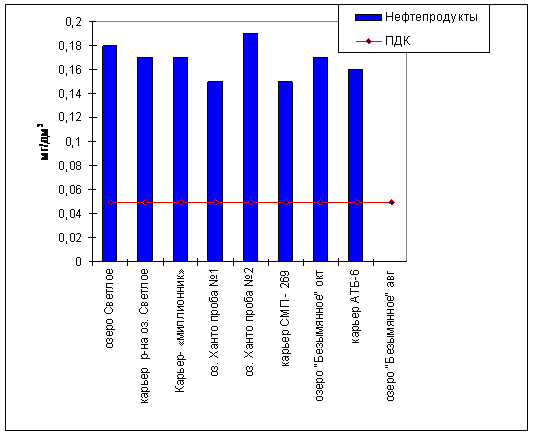 Нефтепродукты
ПДК
мг/дм³
0,2
0,18
0,16
0,14
0,12
0,1
0,08
0,06
0,04
0,02
0
озеро Светлое
карьер р-на оз. Светлое
Карьер- «миллионник»
оз. Ханто проба №1
оз. Ханто проба №2
карьер СМП - 269
озеро "Безымянное" окт
карьер АТБ-6
озеро "Безымянное" авг